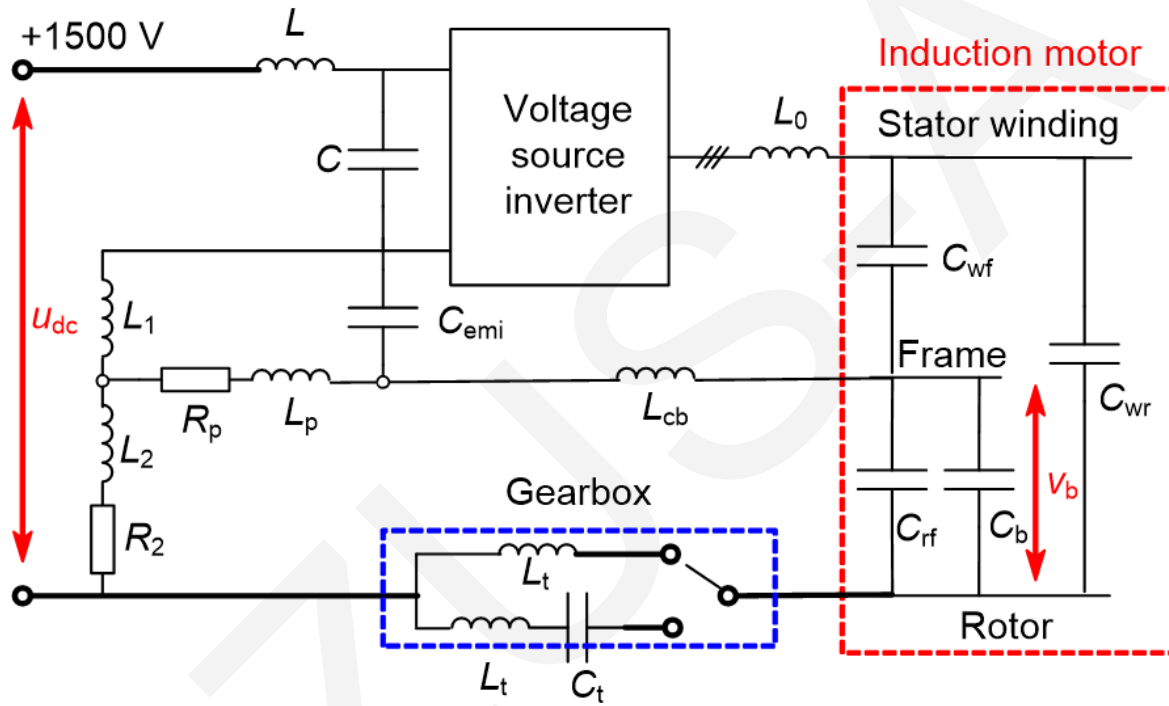 +1500 V
L
Induction motor
Voltage
source
inverter
L0
Stator winding
C
Cwf
udc
L1
Cemi
Frame
Cwr
Rp
Lp
Lcb
L2
Gearbox
vb
R2
Lt
Crf
Cb
Rotor
Lt
Ct